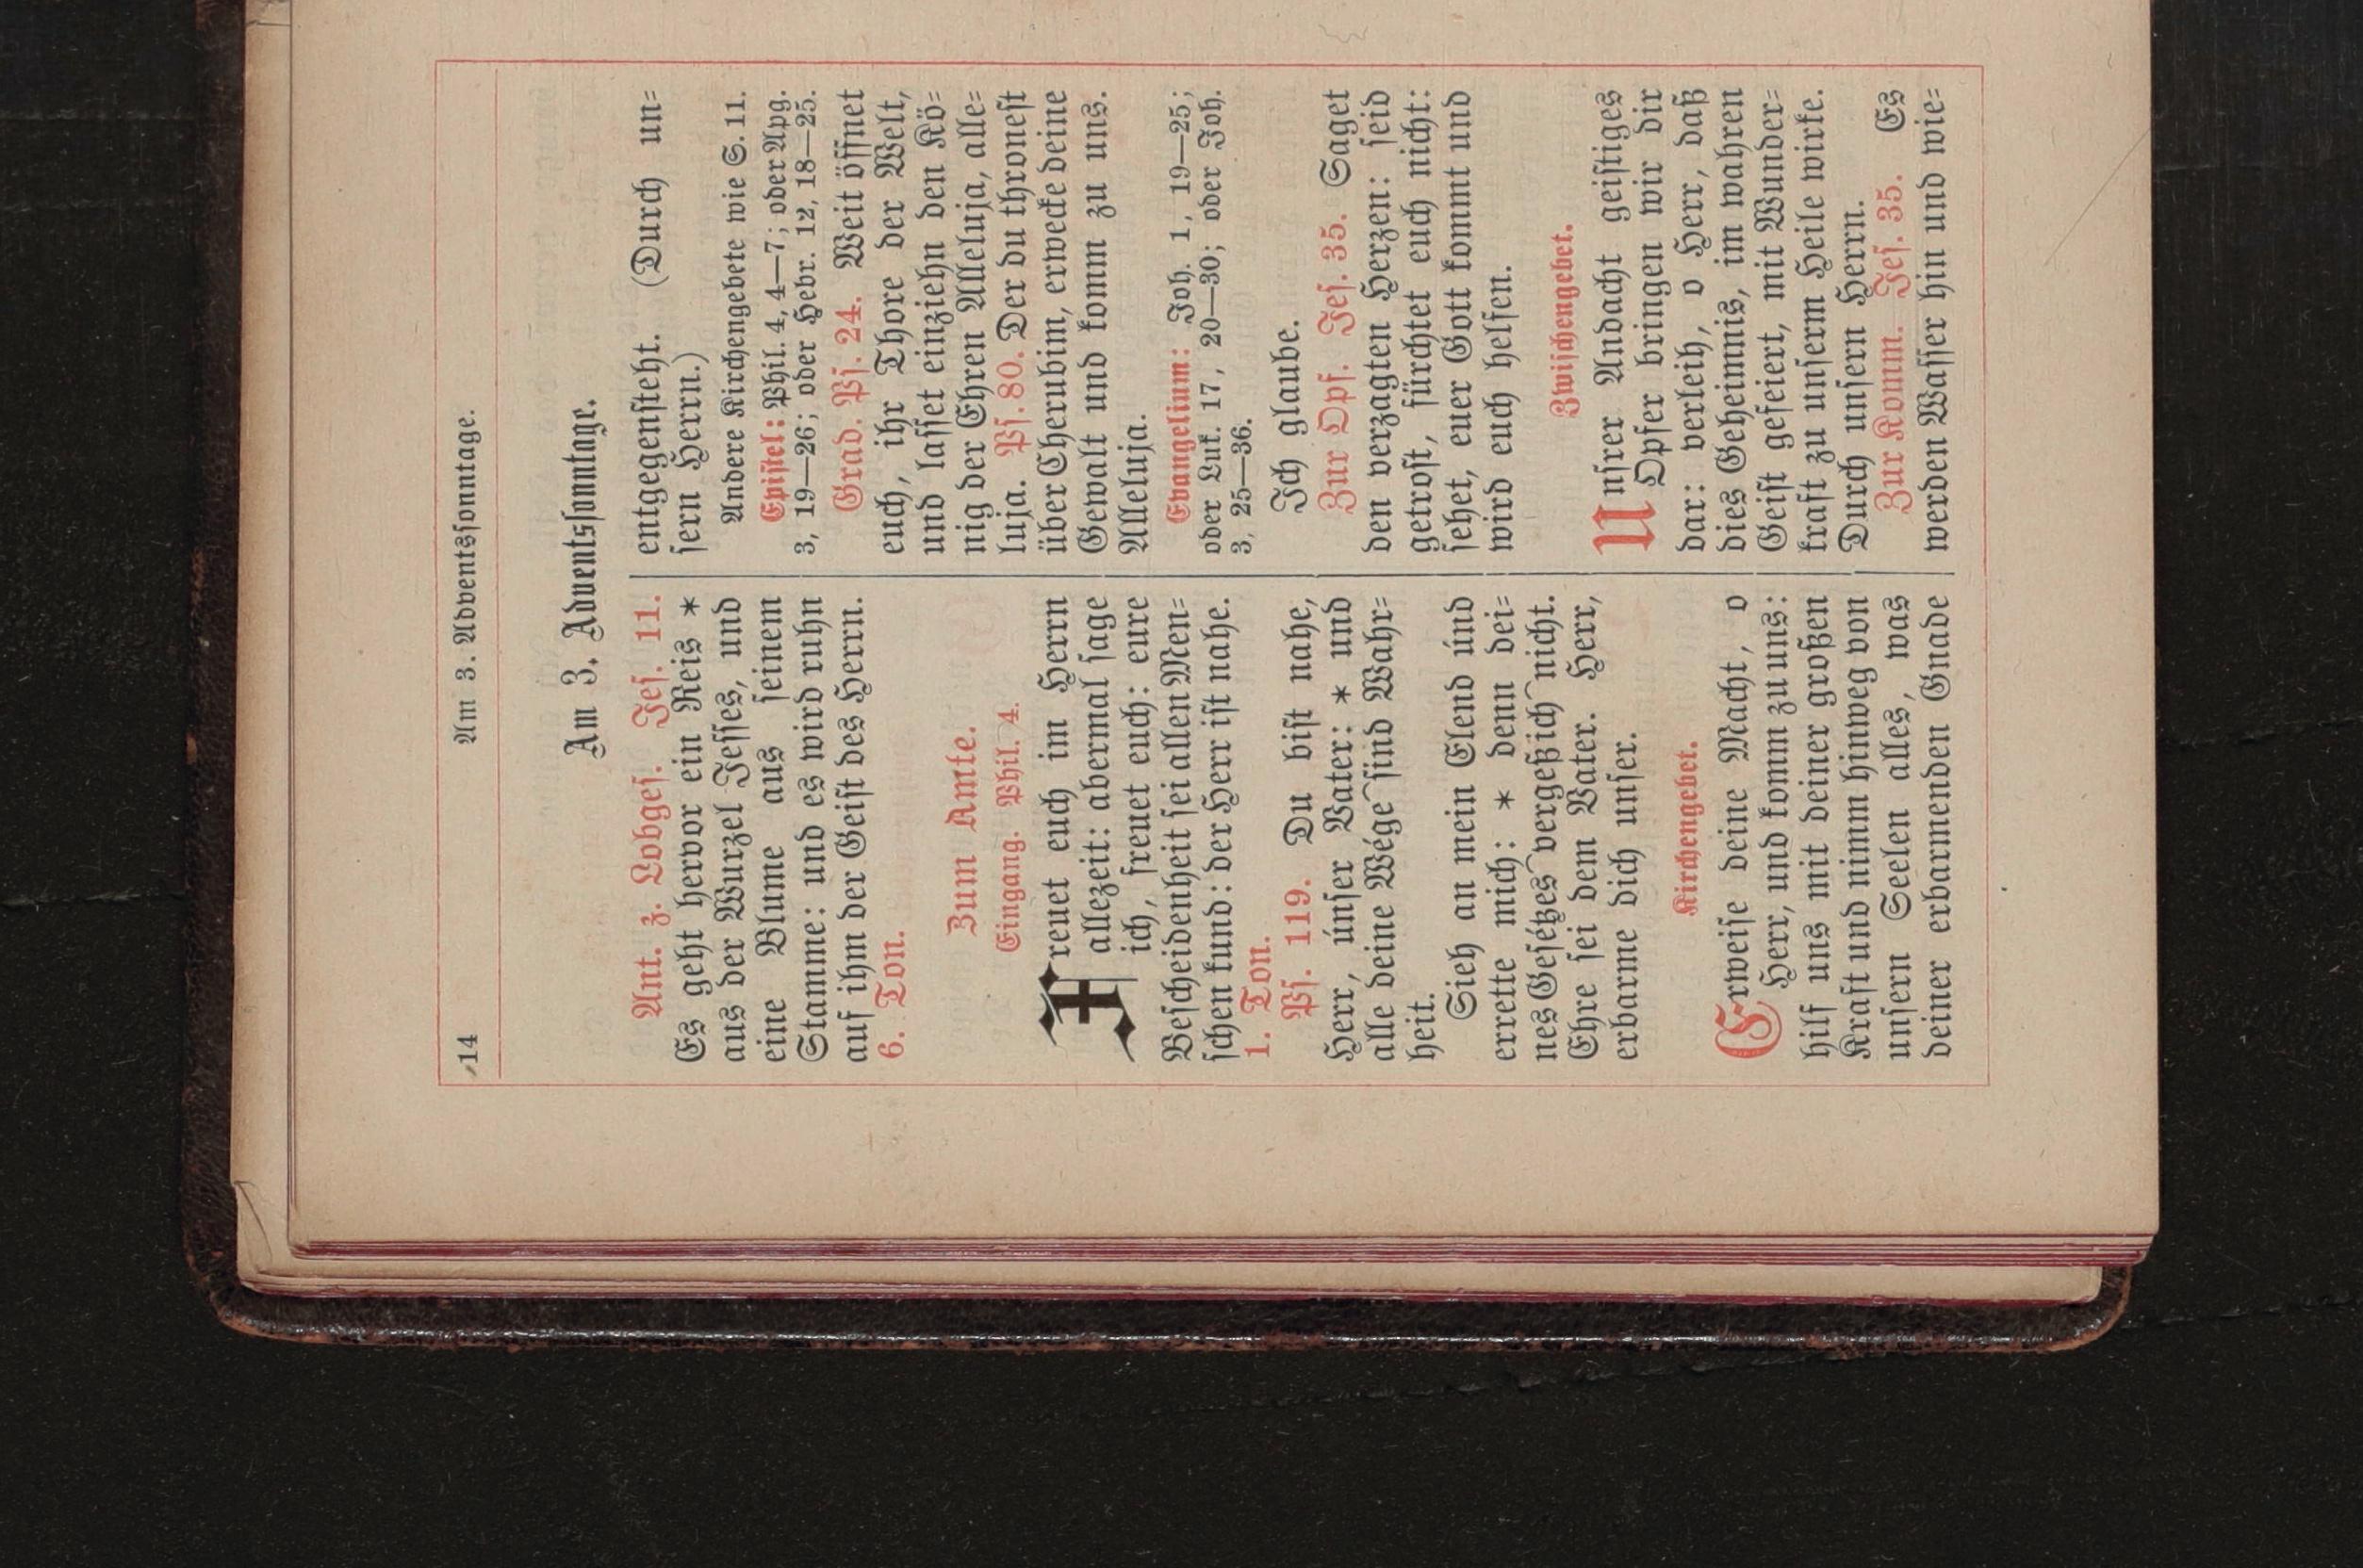 14
Am 3. Adventsſonntage.
Am 3. Adventsſonntage.
Ant. z. Lobgeſ. Jeſ. 11.
Es geht hervor ein Reis *
aus der Wurzel Jeſſes, und
eine Blume aus ſeinem
Stamme: und es wird ruhn
auf ihm der Geiſt des Herrn.
6. Ton.
Zum Amte.
Eingang. Phil. 4.
Freuet euch im Herrn
allezeit: abermal ſage
ich, freuet euch: eure
Beſcheidenheit ſei allen Men=
ſchen kund: der Herr iſt nahe.
1. Ton.
Pſ. 119. Du biſt nahe,
Herr, únſer Vater: * und
alle deine Wége ſind Wahr=
heit.
Sieh an mein Elend únd
errette mich: * denn dei=
nes Geſétzes vergeß ich nicht.
Ehre ſei dem Vater. Herr,
erbarme dich unſer.
Kirchengebet.
Erweiſe deine Macht, o
Herr, und komm zu uns:
hilf uns mit deiner großen
Kraft und nimm hinweg von
unſern Seelen alles, was
deiner erbarmenden Gnade
entgegenſteht. (Durch un=
ſern Herrn.)
Andere Kirchengebete wie S. 11.
Epiſtel: Phil. 4, 4—7; oder Apg.
3, 19—26; oder Hebr. 12, 18—25.
Grad. Pſ. 24. Weit öffnet
euch, ihr Thore der Welt,
und laſſet einziehn den Kö=
nig der Ehren Alleluja, alle=
luja. Pſ. 80. Der du throneſt
über Cherubim, erwecke deine
Gewalt und komm zu uns.
Alleluja.
Evangelium: Joh. 1, 19—25;
oder Luk. 17, 20—30; oder Joh.
3, 25—36.
Ich glaube.
Zur Opf. Jeſ. 35. Saget
den verzagten Herzen: ſeid
getroſt, fürchtet euch nicht:
ſehet, euer Gott kommt und
wird euch helfen.
Zwiſchengebet.
Unſrer Andacht geiſtiges
Opfer bringen wir dir
dar: verleih, o Herr, daß
dies Geheimnis, im wahren
Geiſt gefeiert, mit Wunder=
kraft zu unſerm Heile wirke.
Durch unſern Herrn.
Zur Komm. Jeſ. 35. Es
werden Waſſer hin und wie=